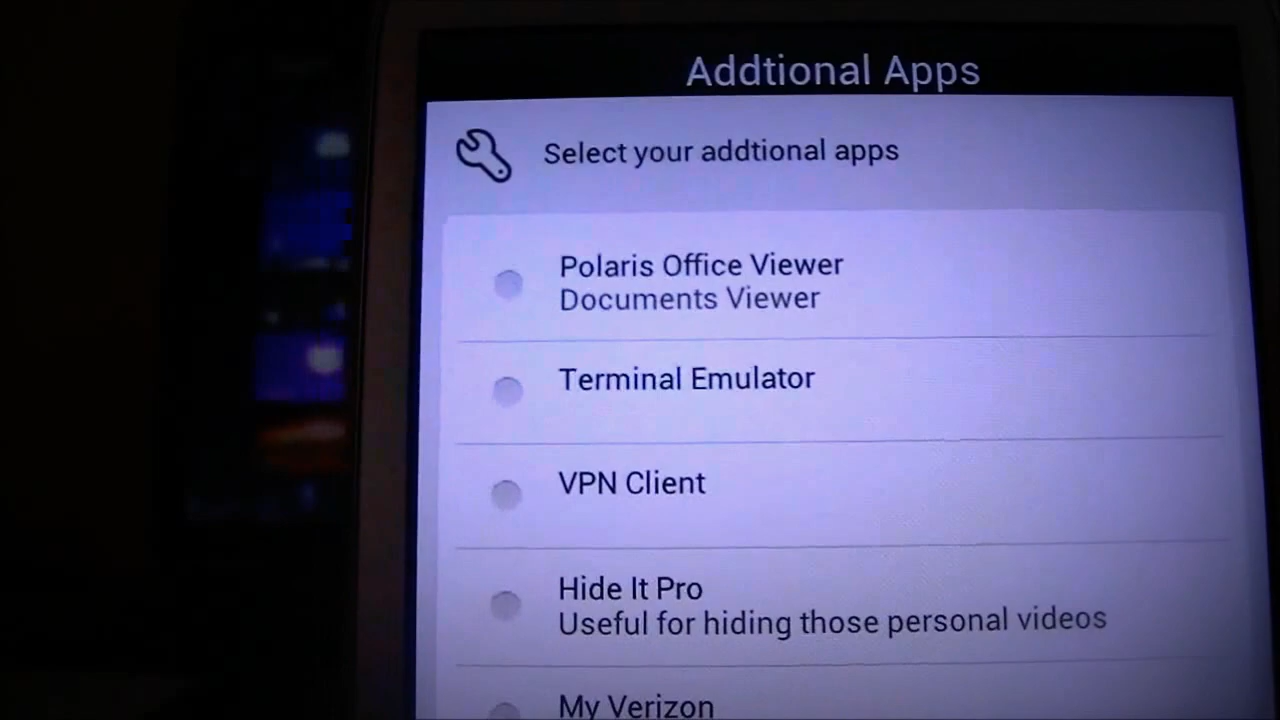 Addtional Apps
Select your addtional apps
Polaris Office Viewer
Documents Viewer
Terminal Emulator
VPN Client
Hide It Pro
Useful for hiding those personal videos
My Verizon